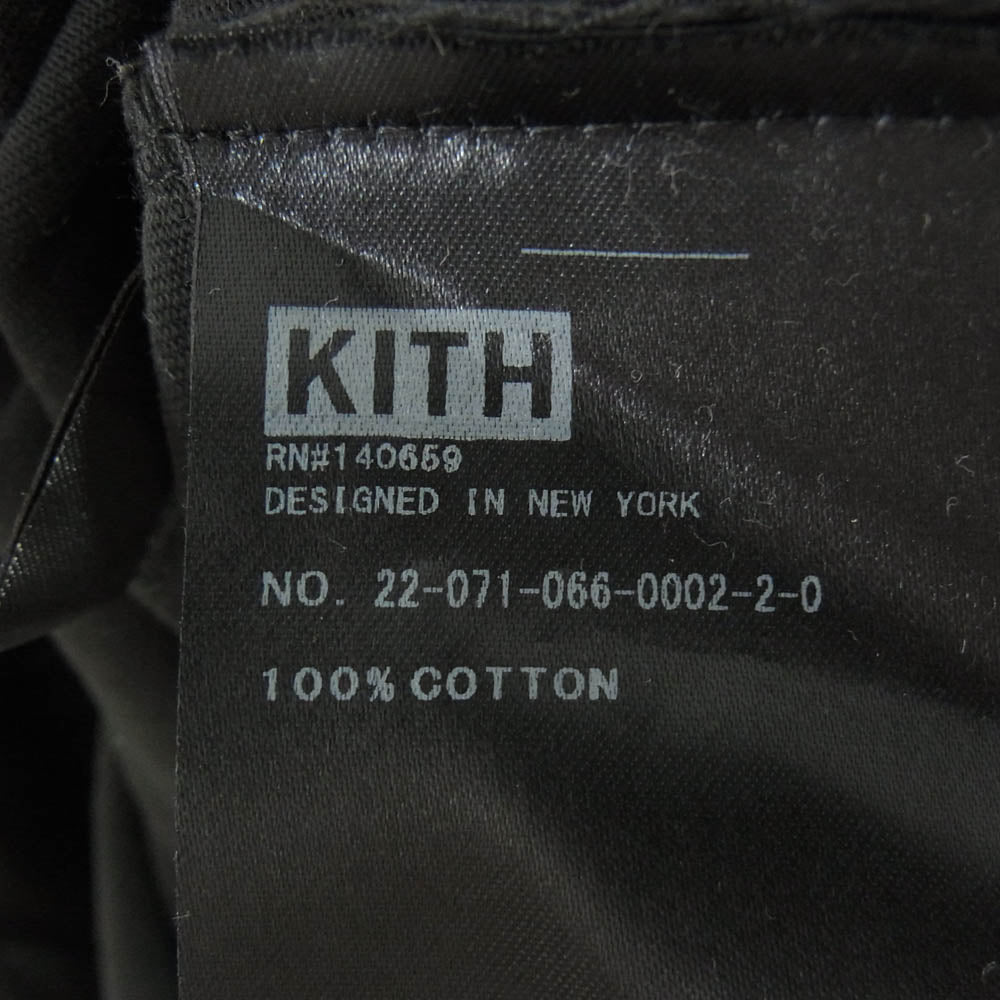 KITH
RN#140659
DESIGNED IN NEW YORK
NO. 22-071-066-0002-2-0
100% COTTON